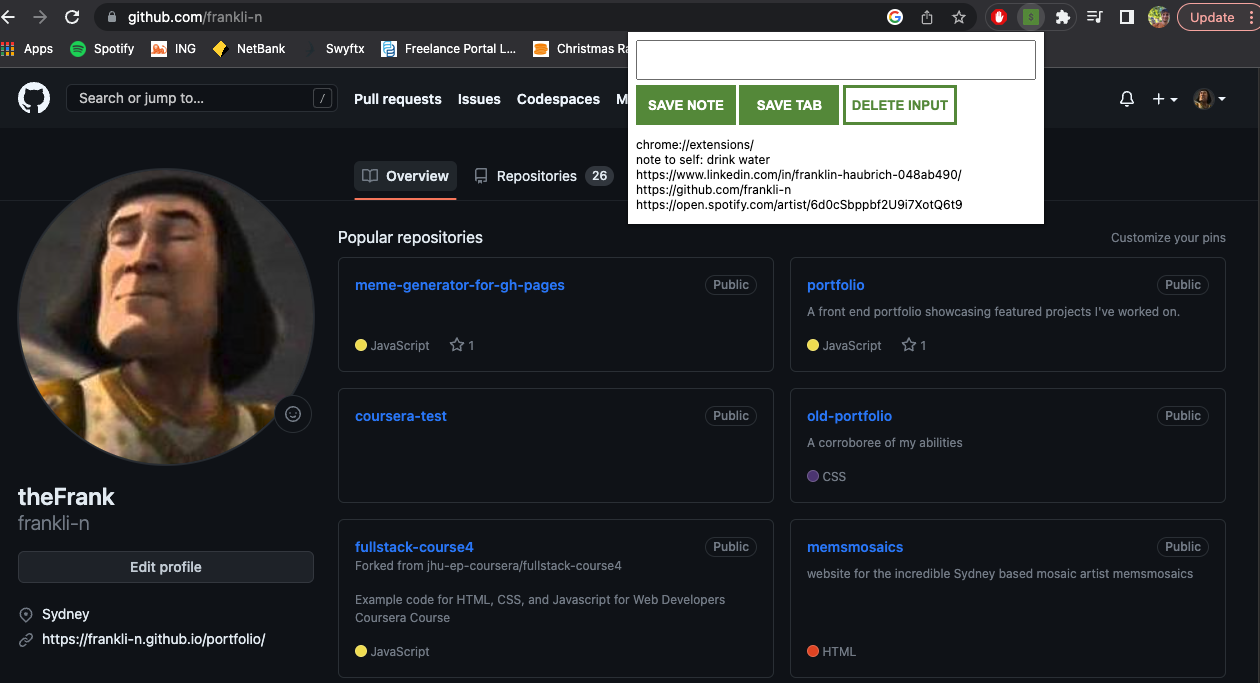 github.com/frankli-n
Update
Apps
Spotify
ING
NetBank
Swyftx
Freelance Portal L...
Christmas Ra
Search or jump to...
/
Pull requests
Issues
Codespaces
M
SAVE NOTE
SAVE TAB
DELETE INPUT
chrome://extensions/
note to self: drink water
https://www.linkedin.com/in/franklin-haubrich-048ab490/
https://github.com/frankli-n
https://open.spotify.com/artist/6d0cSbppbf2U9i7XotQ6t9
Overview
Repositories 26
Popular repositories
Customize your pins
meme-generator-for-gh-pages
Public
JavaScript
1
portfolio
Public
A front end portfolio showcasing featured projects I've worked on.
JavaScript
1
coursera-test
Public
old-portfolio
Public
A corroboree of my abilities
CSS
theFrank
frankli-n
Edit profile
Sydney
https://frankli-n.github.io/portfolio/
fullstack-course4
Public
Forked from jhu-ep-coursera/fullstack-course4
Example code for HTML, CSS, and Javascript for Web Developers
Coursera Course
JavaScript
memsmosaics
Public
website for the incredible Sydney based mosaic artist memsmosaics
HTML